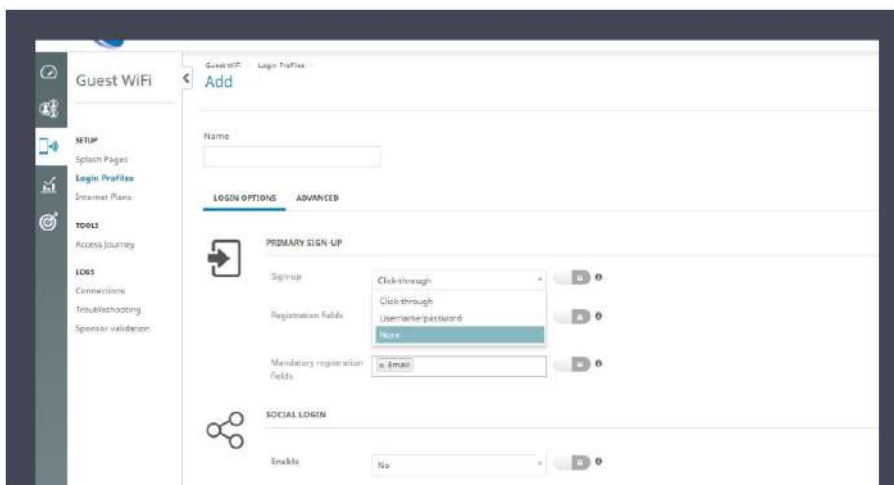 Guest WiFi Login Profiles
Guest WiFi
Add
SETUP
Splash Pages
Login Profiles
Internet Plans
TOOLS
Access Journey
LOGS
Connections
Troubleshooting
Sponsor validation
Name
LOGIN OPTIONS ADVANCED
PRIMARY SIGN-UP
Sign-up Click-through
Click-through
Registration fields Username/password
None
Mandatory registration fields x Email
SOCIAL LOGIN
Enable No